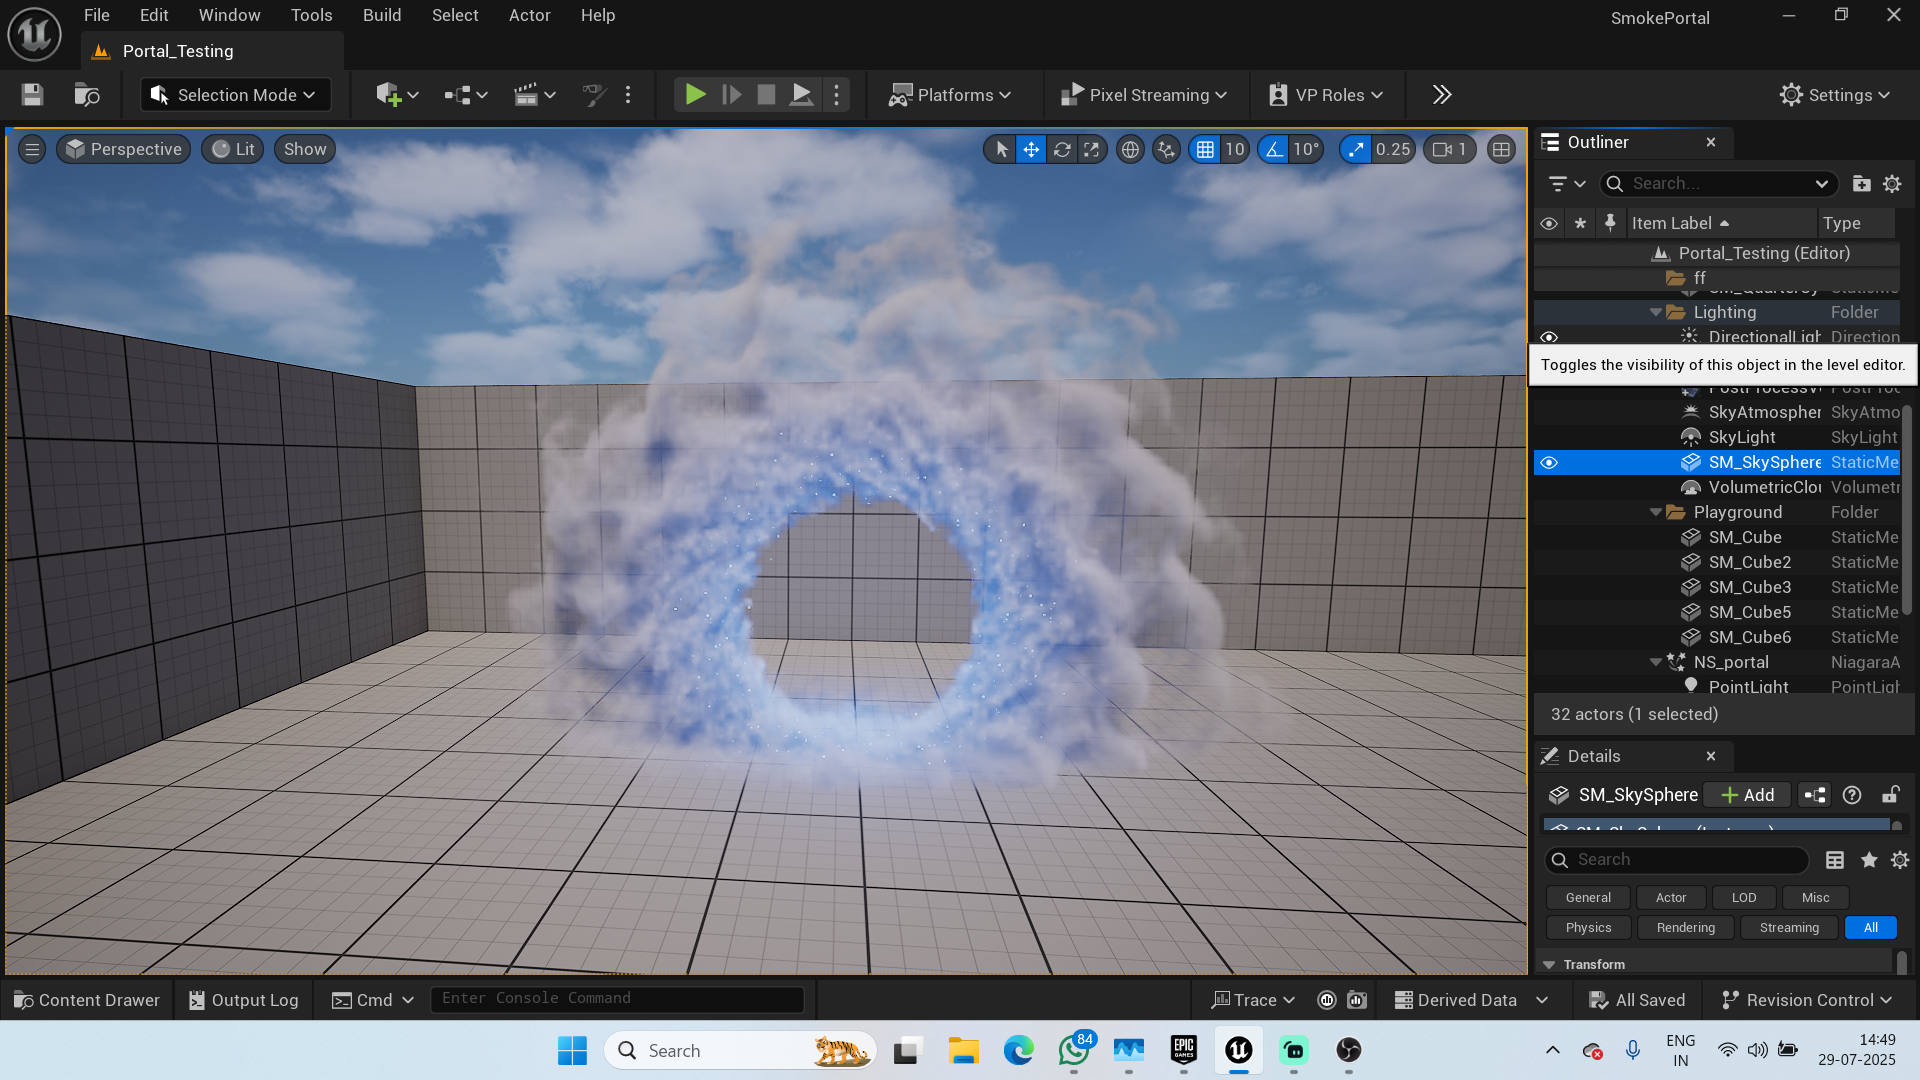 File Edit Window Tools Build Select Actor Help
SmokePortal
Portal_Testing
Selection Mode
Platforms
Pixel Streaming
VP Roles
Settings
Perspective
Lit
Show
10
10°
0.25
1
Outliner
Search...
Item Label
Type
Portal_Testing (Editor)
ff
Lighting Folder
DirectionalLigh Direction
Toggles the visibility of this object in the level editor.
SkyAtmospher SkyAtmo
SkyLight SkyLight
SM_SkySphere StaticMe
VolumetricClou Volumetr
Playground Folder
SM_Cube StaticMe
SM_Cube2 StaticMe
SM_Cube3 StaticMe
SM_Cube5 StaticMe
SM_Cube6 StaticMe
NS_portal NiagaraA
PointLight PointLigh
32 actors (1 selected)
Details
SM_SkySphere
Add
Search
General Actor LOD Misc
Physics Rendering Streaming All
Transform
Content Drawer
Output Log
Cmd
Enter Console Command
Trace
Derived Data
All Saved
Revision Control
Search
84
EPIC
GAMES
ENG
IN
14:49
29-07-2025